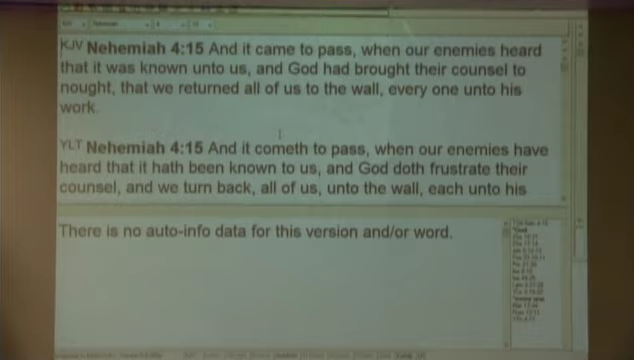 KJV Nehemiah 4:15 And it came to pass, when our enemies heard
that it was known unto us, and God had brought their counsel to
nought, that we returned all of us to the wall, every one unto his
work.
YLT Nehemiah 4:15 And it cometh to pass, when our enemies have
heard that it hath been known to us, and God doth frustrate their
counsel, and we turn back, all of us, unto the wall, each unto his
There is no auto-info data for this version and/or word.